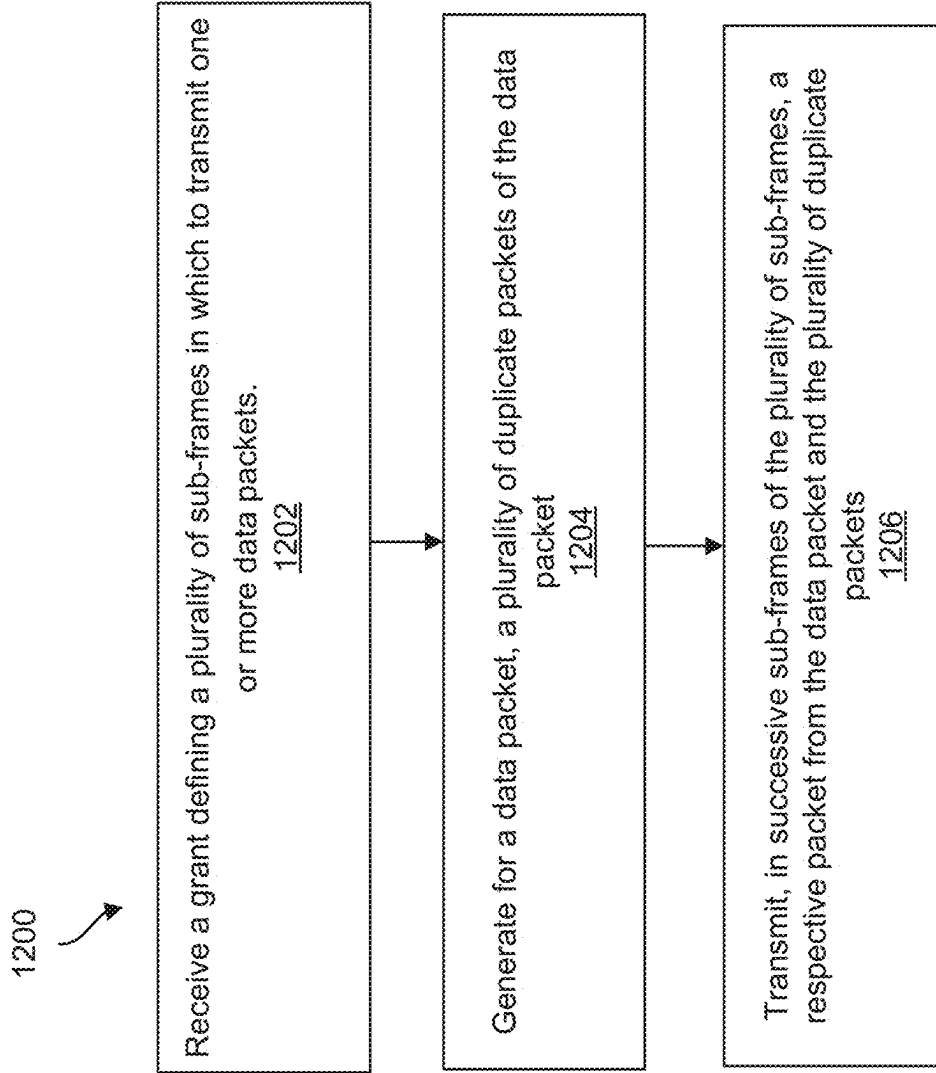 1200
Receive a grant defining a plurality of sub-frames in which to transmit one
or more data packets.
1202
Generate for a data packet, a plurality of duplicate packets of the data
packet
1204
Transmit, in successive sub-frames of the plurality of sub-frames, a
respective packet from the data packet and the plurality of duplicate
packets
1206